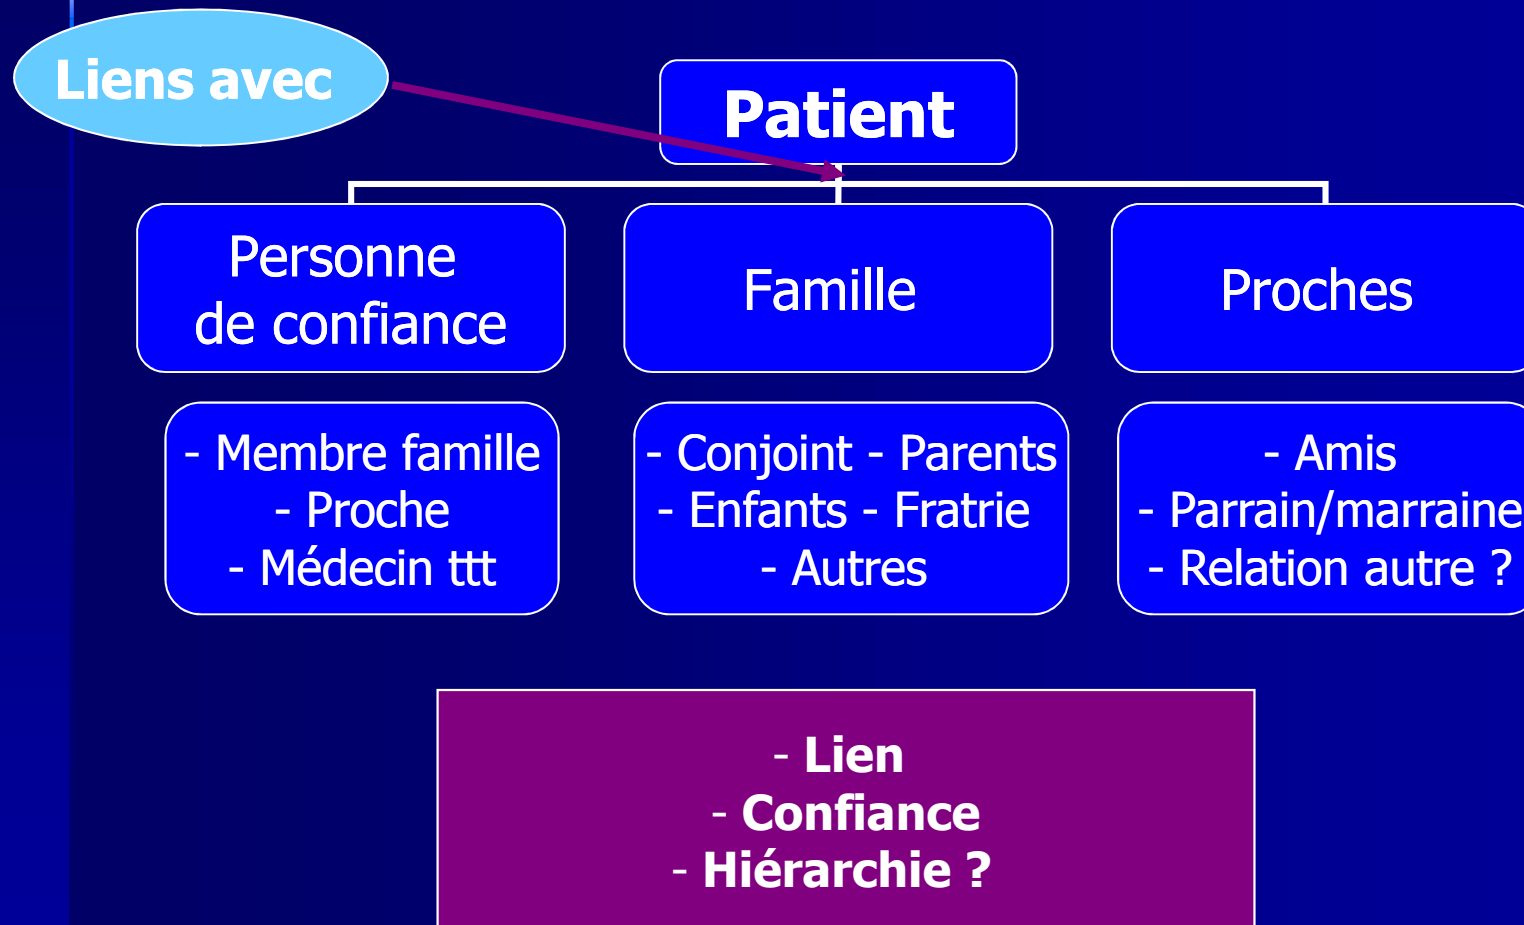 Liens avec
Patient
Personne
de confiance
Famille
Proches
- Membre famille
- Proche
- Médecin ttt
- Conjoint - Parents
- Enfants - Fratrie
- Autres
- Amis
- Parrain/marraine
- Relation autre ?
- Lien
- Confiance
- Hiérarchie ?